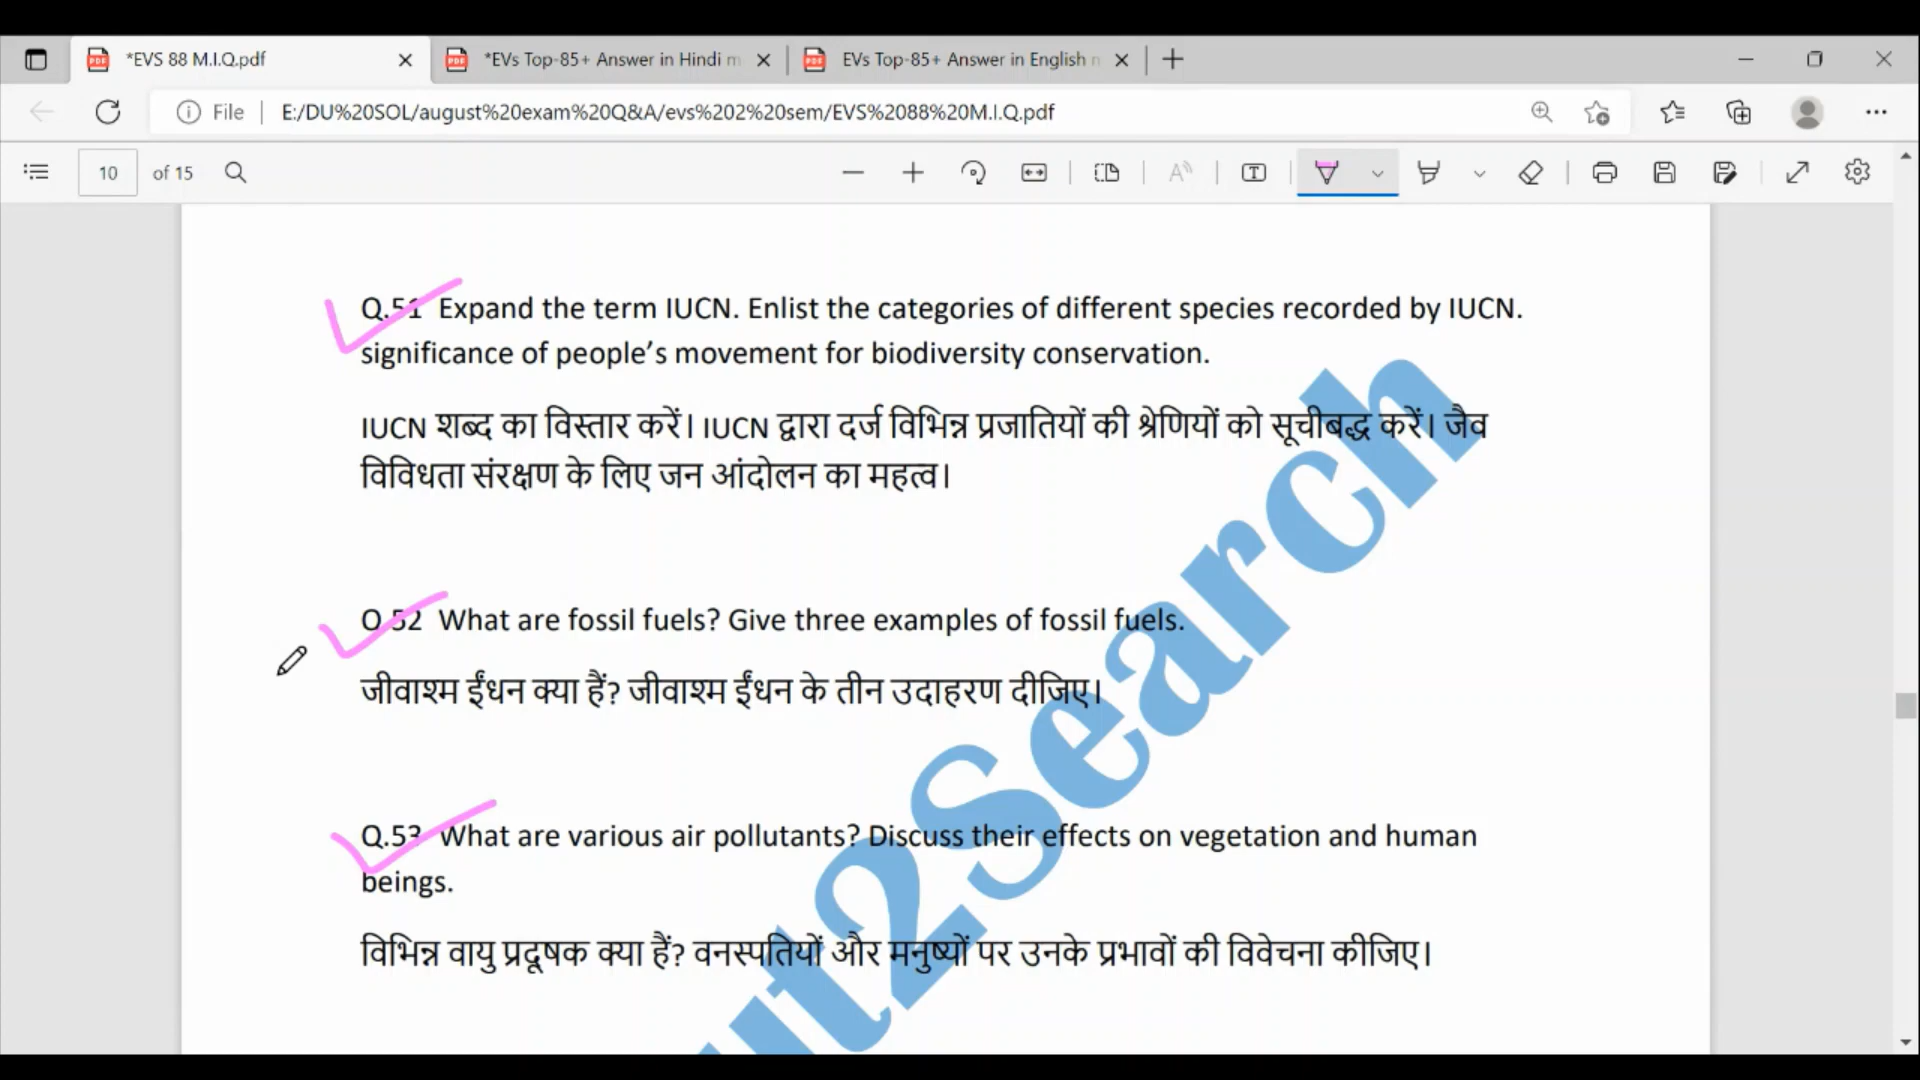 *EVS 88 M.I.Q.pdf
*EVs Top-85+ Answer in Hindi m
EVs Top-85+ Answer in English n
File
E:/DU%20SOL/august%20exam%20Q&A/evs%202%20sem/EVS%2088%20M.I.Q.pdf
10 of 15
Q.51 Expand the term IUCN. Enlist the categories of different species recorded by IUCN.
significance of people’s movement for biodiversity conservation.
IUCN शब्द का विस्तार करें। IUCN द्वारा दर्ज विभिन्न प्रजातियों की श्रेणियों को सूचीबद्ध करें। जैव
विविधता संरक्षण के लिए जन आंदोलन का महत्व।
Q.52 What are fossil fuels? Give three examples of fossil fuels.
जीवाश्म ईंधन क्या हैं? जीवाश्म ईंधन के तीन उदाहरण दीजिए।
Q.53 What are various air pollutants? Discuss their effects on vegetation and human
beings.
विभिन्न वायु प्रदूषक क्या हैं? वनस्पतियों और मनुष्यों पर उनके प्रभावों की विवेचना कीजिए।
ut2Search